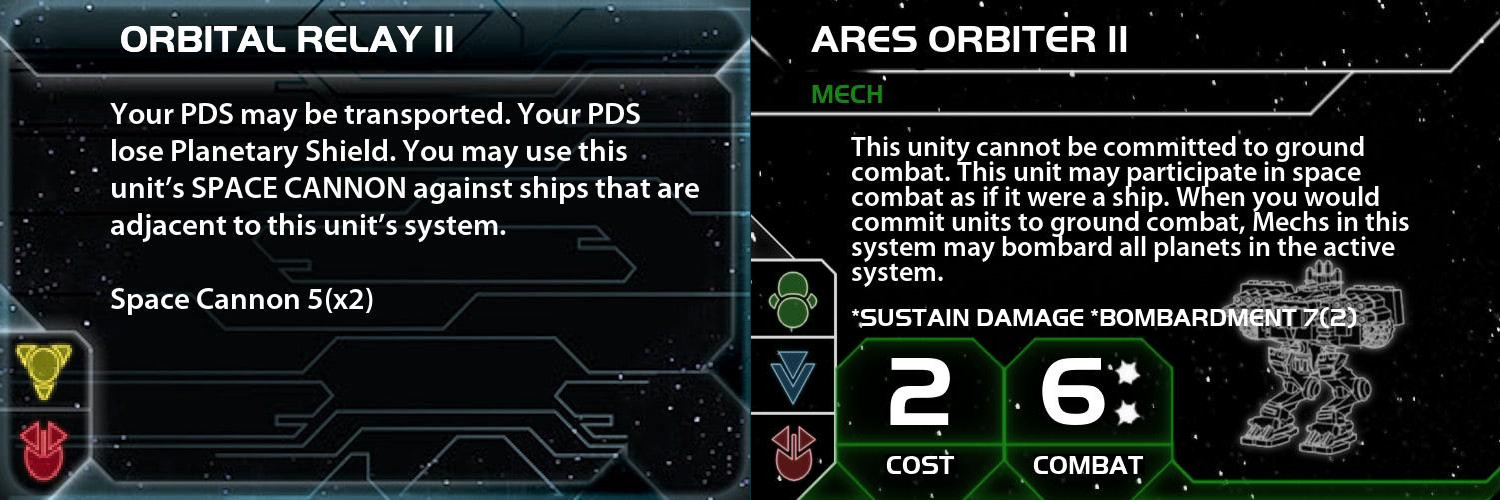 ORBITAL RELAY II
Your PDS may be transported. Your PDS
lose Planetary Shield. You may use this
unit's SPACE CANNON against ships that are
adjacent to this unit's system.
Space Cannon 5(x2)
ARES ORBITER II
MECH
This unity cannot be committed to ground
combat. This unit may participate in space
combat as if it were a ship. When you would
commit units to ground combat, Mechs in this
system may bombard all planets in the active
system.
*SUSTAIN DAMAGE *BOMBARDMENT 7(2)
2
COST
6
COMBAT